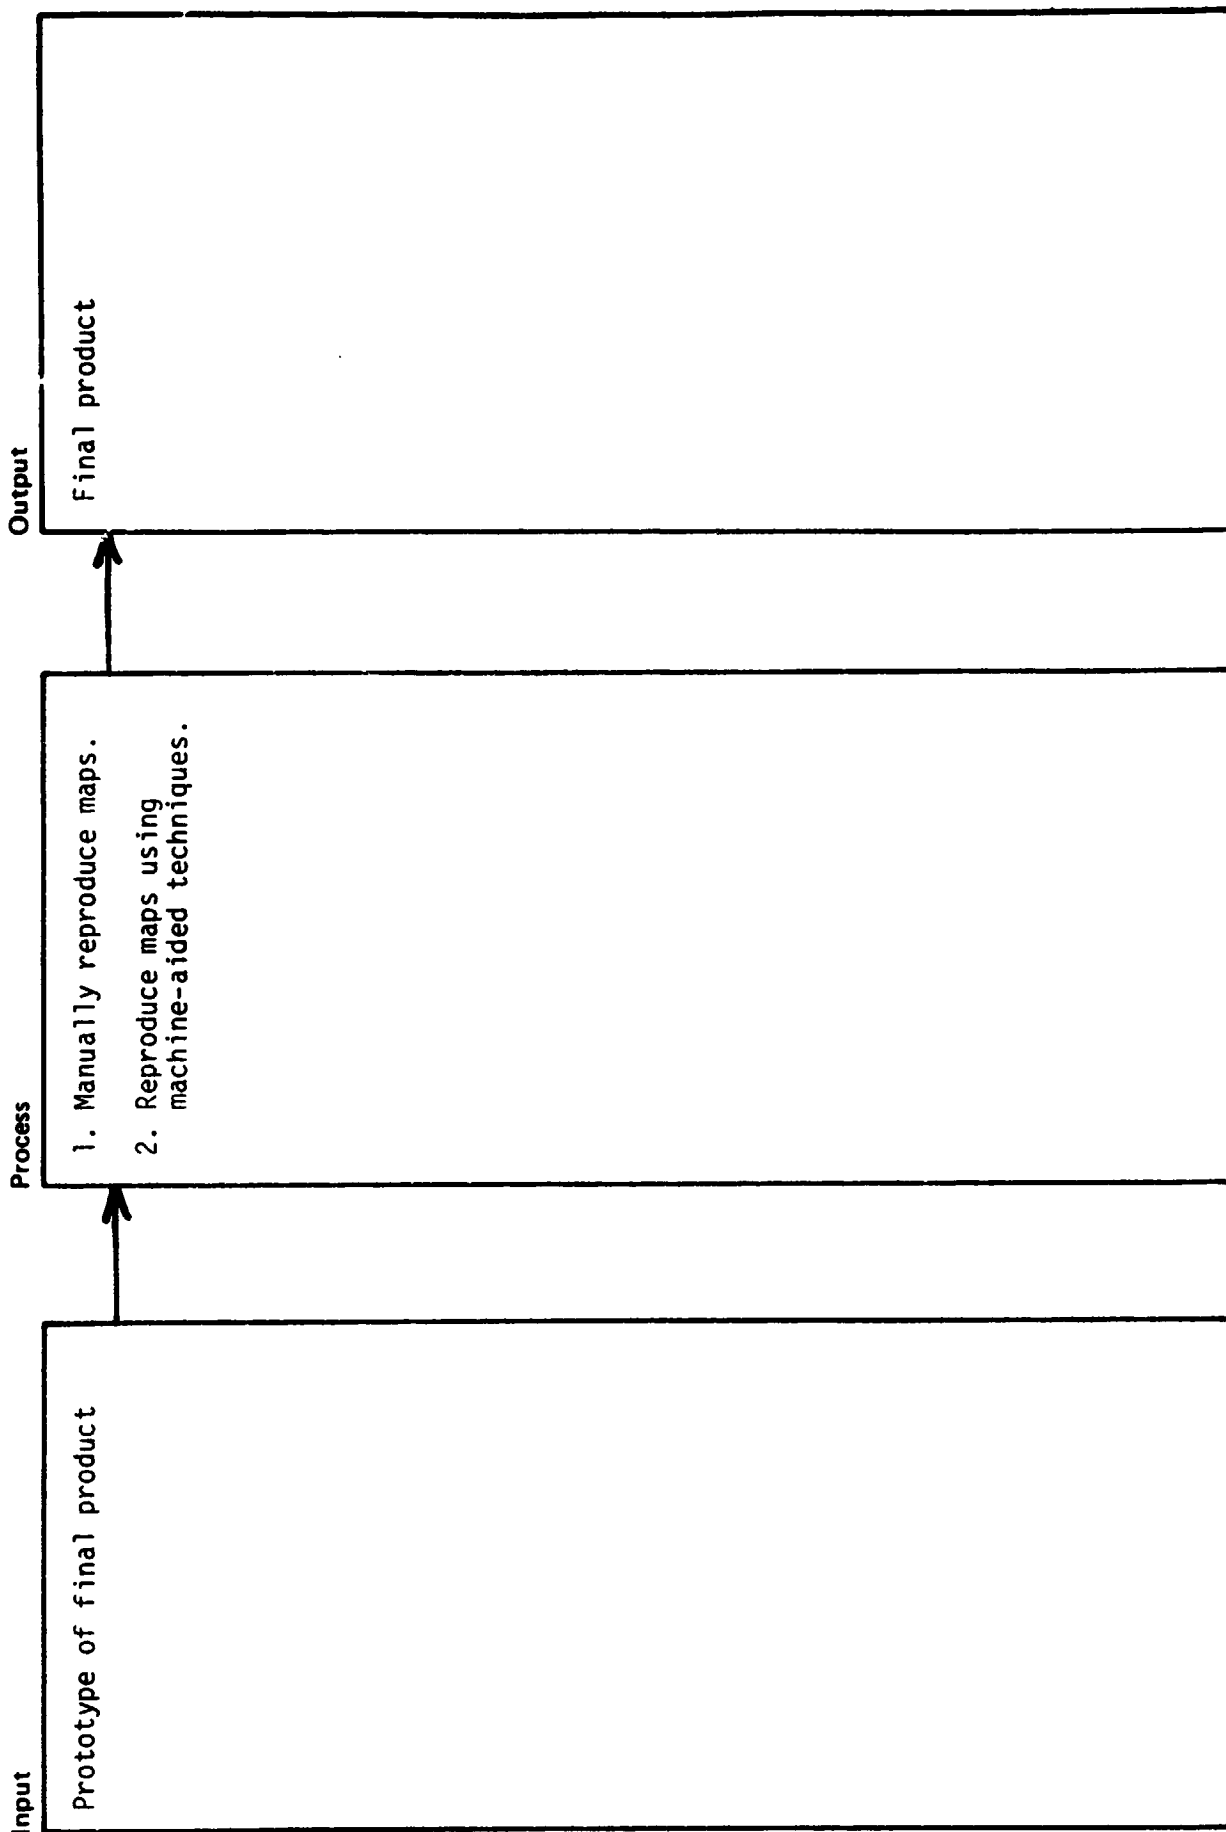 Input
Prototype of final product
Process
1. Manually reproduce maps.
2. Reproduce maps using
machine-aided techniques.
Output
Final product